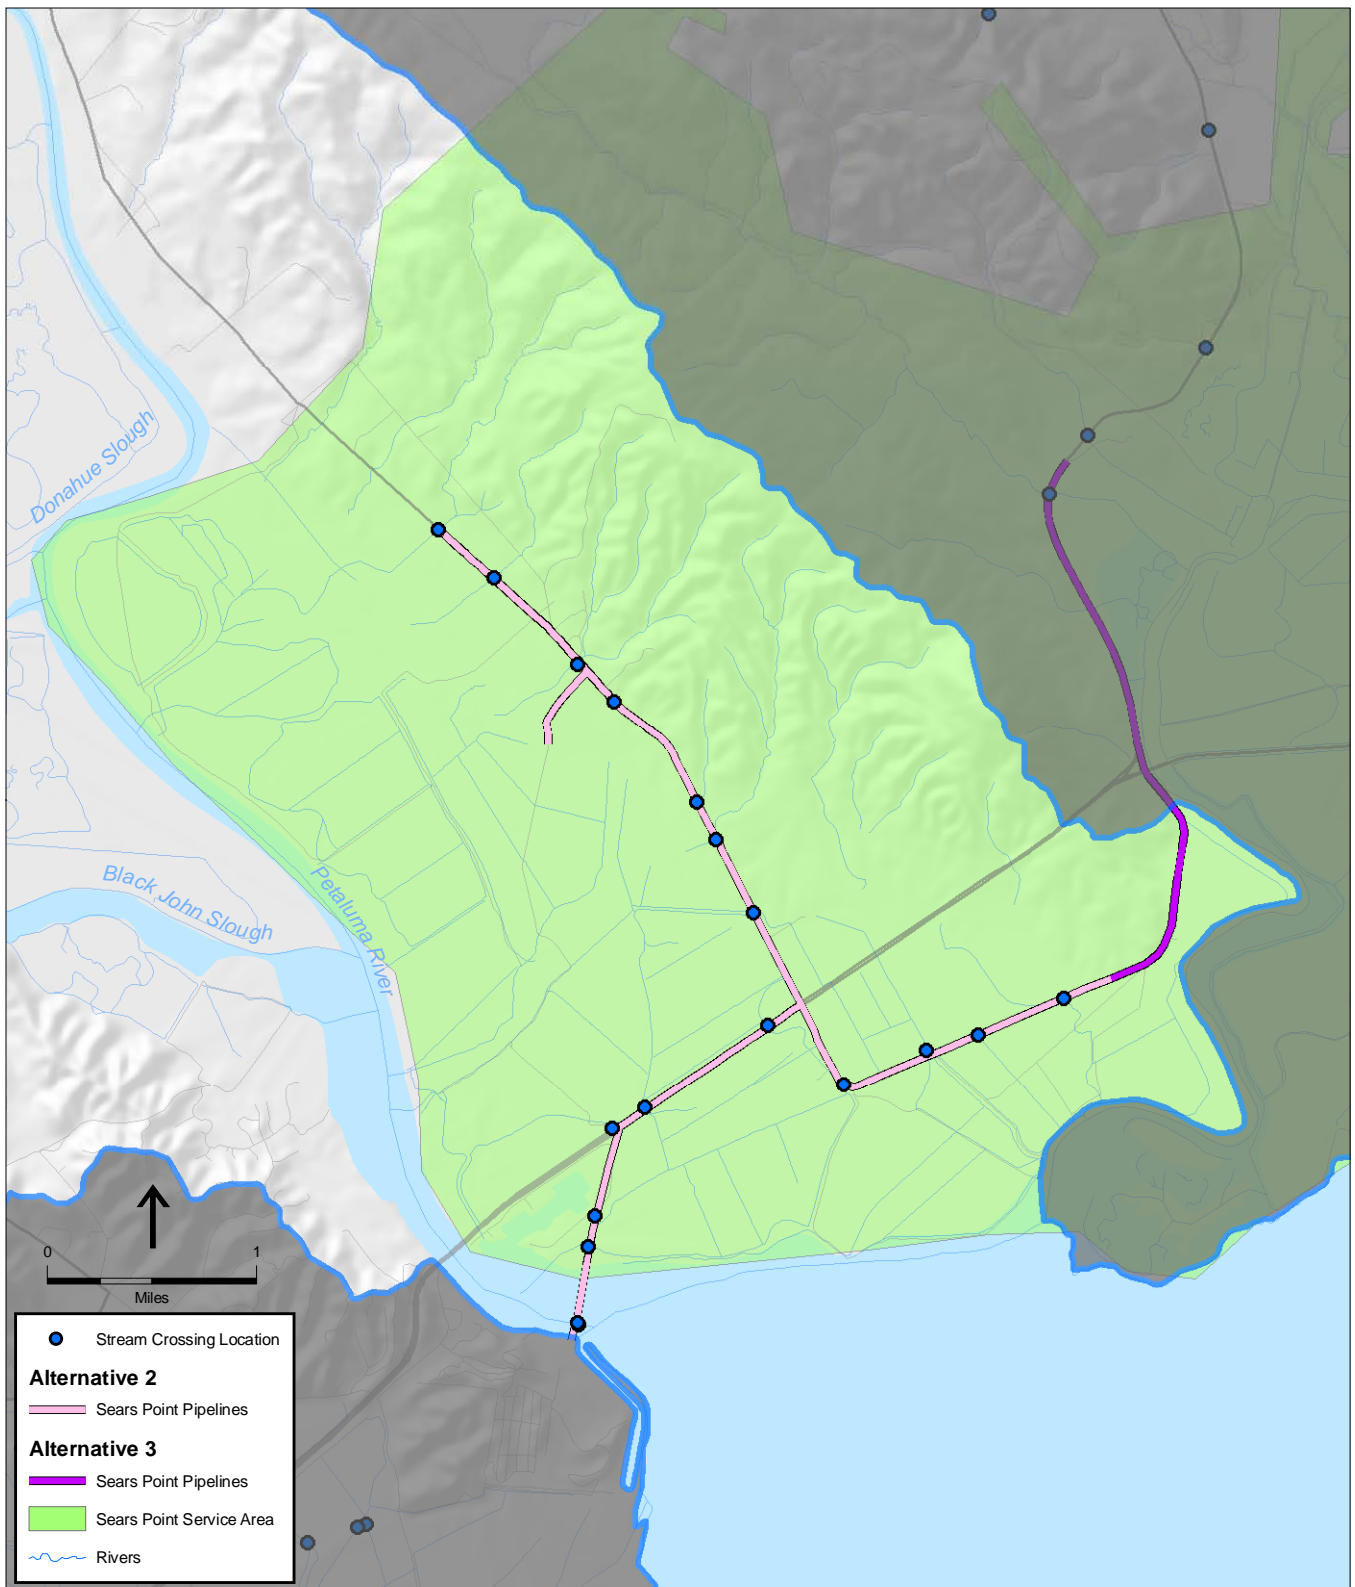 Donahue Slough
Black John Slough
Petaluma River
0 1
Miles
Stream Crossing Location
Alternative 2
Sears Point Pipelines
Alternative 3
Sears Point Pipelines
Sears Point Service Area
Rivers